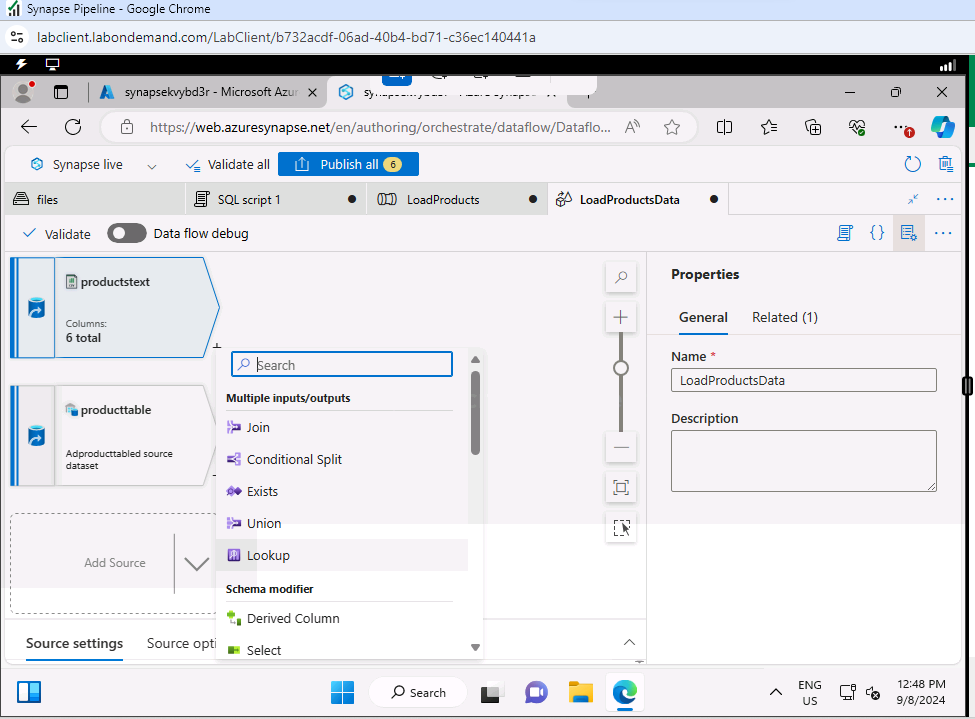 Synapse Pipeline - Google Chrome
labclient.labondemand.com/LabClient/b732acdf-06ad-40b4-bd71-c36ec140441a
synapsekvybd3r - Microsoft Azur
https://web.azuresynapse.net/en/authoring/orchestrate/dataflow/Dataflo...
Synapse live
Validate all
Publish all 6
files
SQL script 1
LoadProducts
LoadProductsData
Validate
Data flow debug
productstext
Columns:
6 total
producttable
Adproducttabled source
dataset
Add Source
Search
Multiple inputs/outputs
Join
Conditional Split
Exists
Union
Lookup
Schema modifier
Derived Column
Select
Properties
General
Related (1)
Name *
LoadProductsData
Description
Source settings
Source opti
Search
ENG
US
12:48 PM
9/8/2024